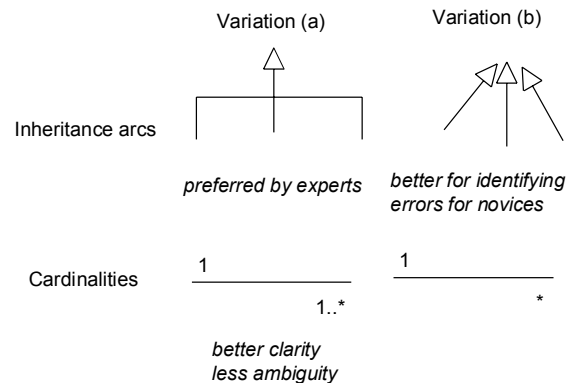 Variation (a)
Variation (b)
Inheritance arcs
preferred by experts
better for identifying
errors for novices
Cardinalities
1
1..*
1
*
better clarity
less ambiguity